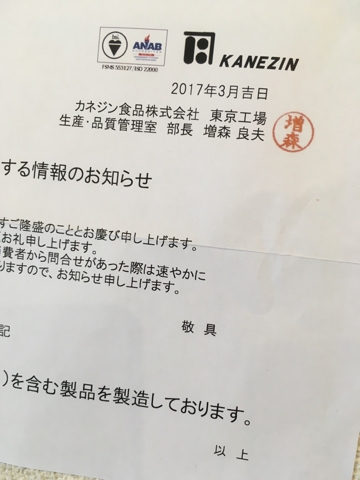 ANAB
KANEZIN
FSMS 553127/ISO 22000
2017年3月吉日
カネジン食品株式会社 東京工場
生産・品質管理室 部長 増森 良夫
増森
する情報のお知らせ
すご隆盛のこととお慶び申し上げます。
お礼申し上げます。
費者から問合せがあった際は速やかに
りますので、お知らせ申し上げます。
敬 具
記
)を含む製品を製造しております。
以 上